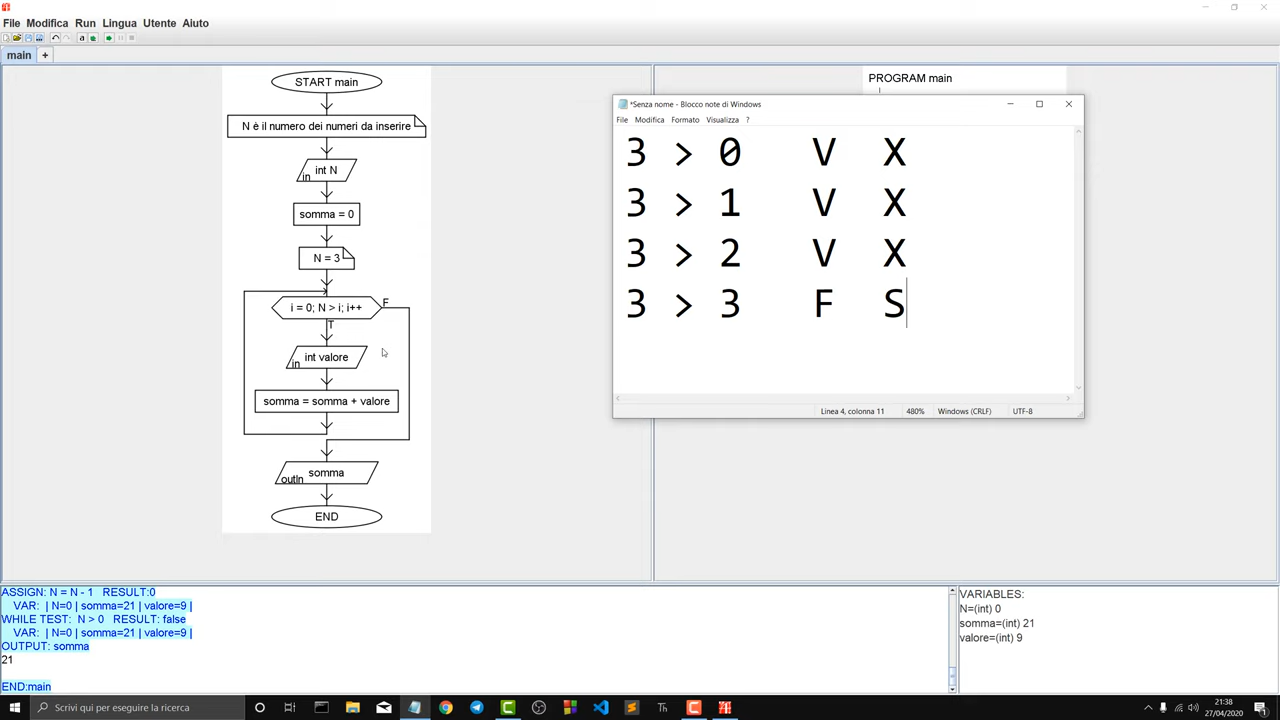 File Modifica Run Lingua Utente Aiuto
a
main +
START main
N è il numero dei numeri da inserire
int N
in
somma = 0
N = 3
i = 0; N > i; i++
F
T
int valore
in
somma = somma + valore
somma
outln
END
PROGRAM main
*Senza nome - Blocco note di Windows
File Modifica Formato Visualizza ?
3 > 0 V X
3 > 1 V X
3 > 2 V X
3 > 3 F S
Linea 4, colonna 11 480% Windows (CRLF) UTF-8
ASSIGN: N = N - 1 RESULT:0
VAR: | N=0 | somma=21 | valore=9 |
WHILE TEST: N > 0 RESULT: false
VAR: | N=0 | somma=21 | valore=9 |
OUTPUT: somma
21
END:main
VARIABLES:
N=(int) 0
somma=(int) 21
valore=(int) 9
Scrivi qui per eseguire la ricerca
Th
21:38
27/04/2020
1